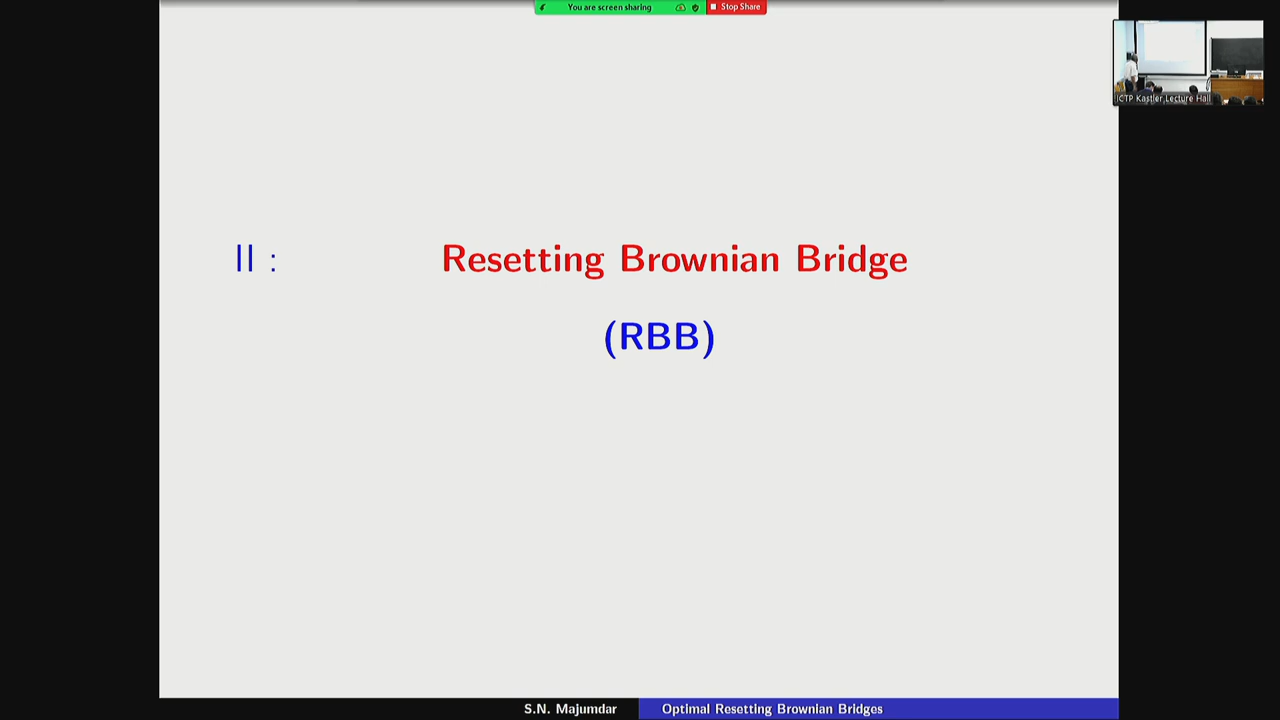 You are screen sharing
Stop Share
ICTP Kastler Lecture Hall
II : Resetting Brownian Bridge
(RBB)
S.N. Majumdar
Optimal Resetting Brownian Bridges